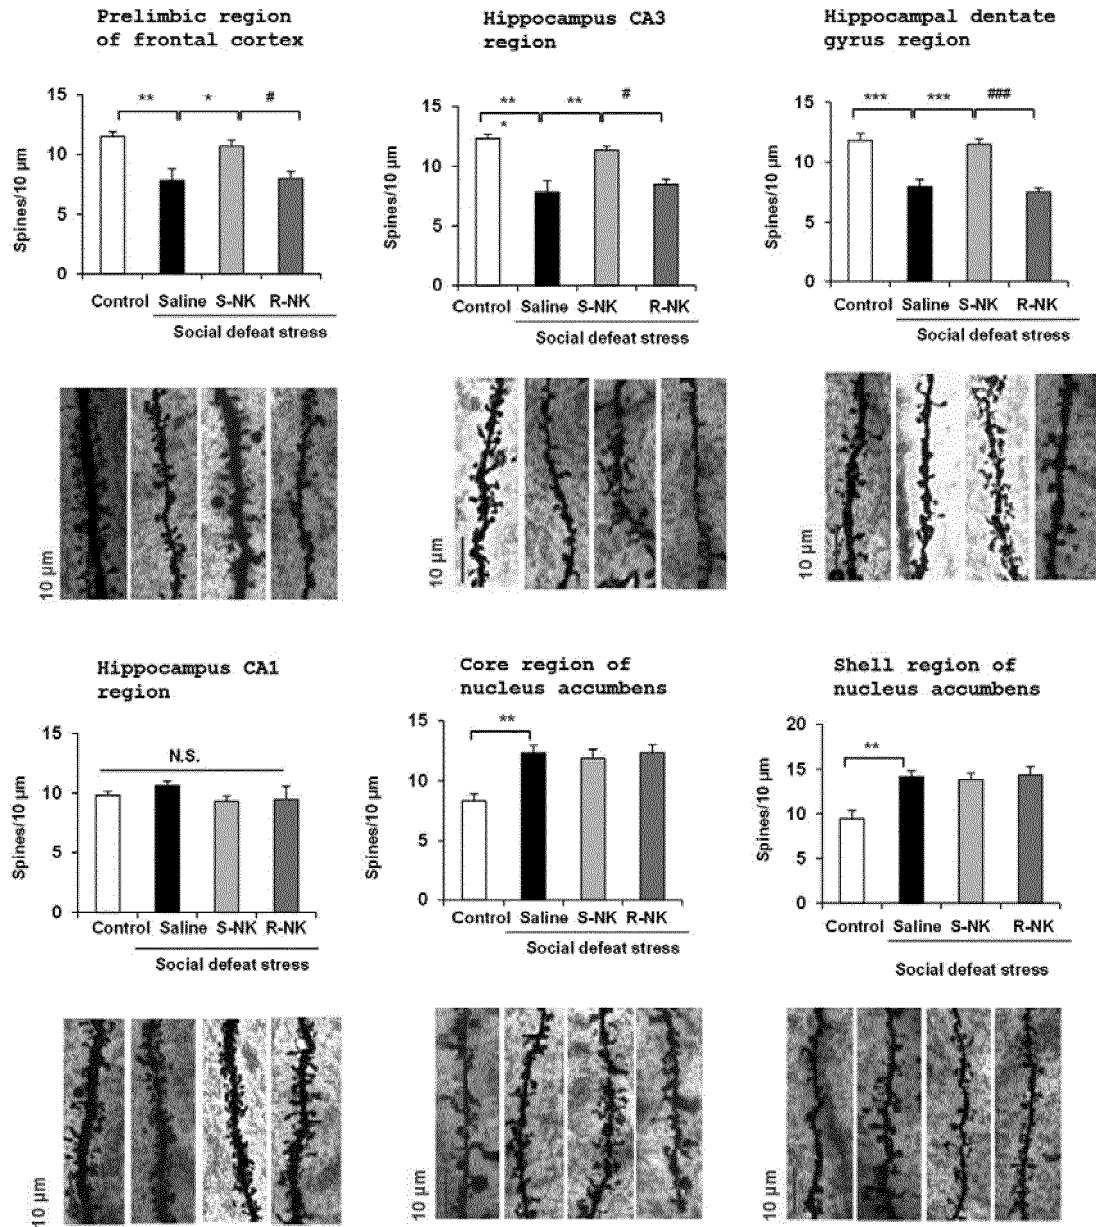 Prelimbic region
of frontal cortex
** * #
15
10
5
0
Spines/10 µm
Control Saline S-NK R-NK
Social defeat stress
10 µm
Hippocampus CA3
region
** ** #
*
15
10
5
0
Spines/10 µm
Control Saline S-NK R-NK
Social defeat stress
10 µm
Hippocampal dentate
gyrus region
*** *** ###
15
10
5
0
Spines/10 µm
Control Saline S-NK R-NK
Social defeat stress
10 µm
Hippocampus CA1
region
N.S.
15
10
5
0
Spines/10 µm
Control Saline S-NK R-NK
Social defeat stress
10 µm
Core region of
nucleus accumbens
**
15
10
5
0
Spines/10 µm
Control Saline S-NK R-NK
Social defeat stress
10 µm
Shell region of
nucleus accumbens
**
20
15
10
5
0
Spines/10 µm
Control Saline S-NK R-NK
Social defeat stress
10 µm